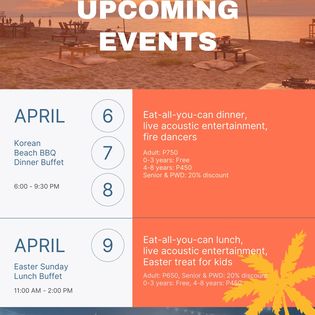 UPCOMING
EVENTS
APRIL
6
7
8
Korean
Beach BBQ
Dinner Buffet
6:00 - 9:30 PM
Eat-all-you-can dinner,
live acoustic entertainment,
fire dancers
Adult: P750
0-3 years: Free
4-8 years: P450
Senior & PWD: 20% discount
APRIL
9
Easter Sunday
Lunch Buffet
11:00 AM - 2:00 PM
Eat-all-you-can lunch,
live acoustic entertainment,
Easter treat for kids
Adult: P650, Senior & PWD: 20% discount
0-3 years: Free, 4-8 years: P450